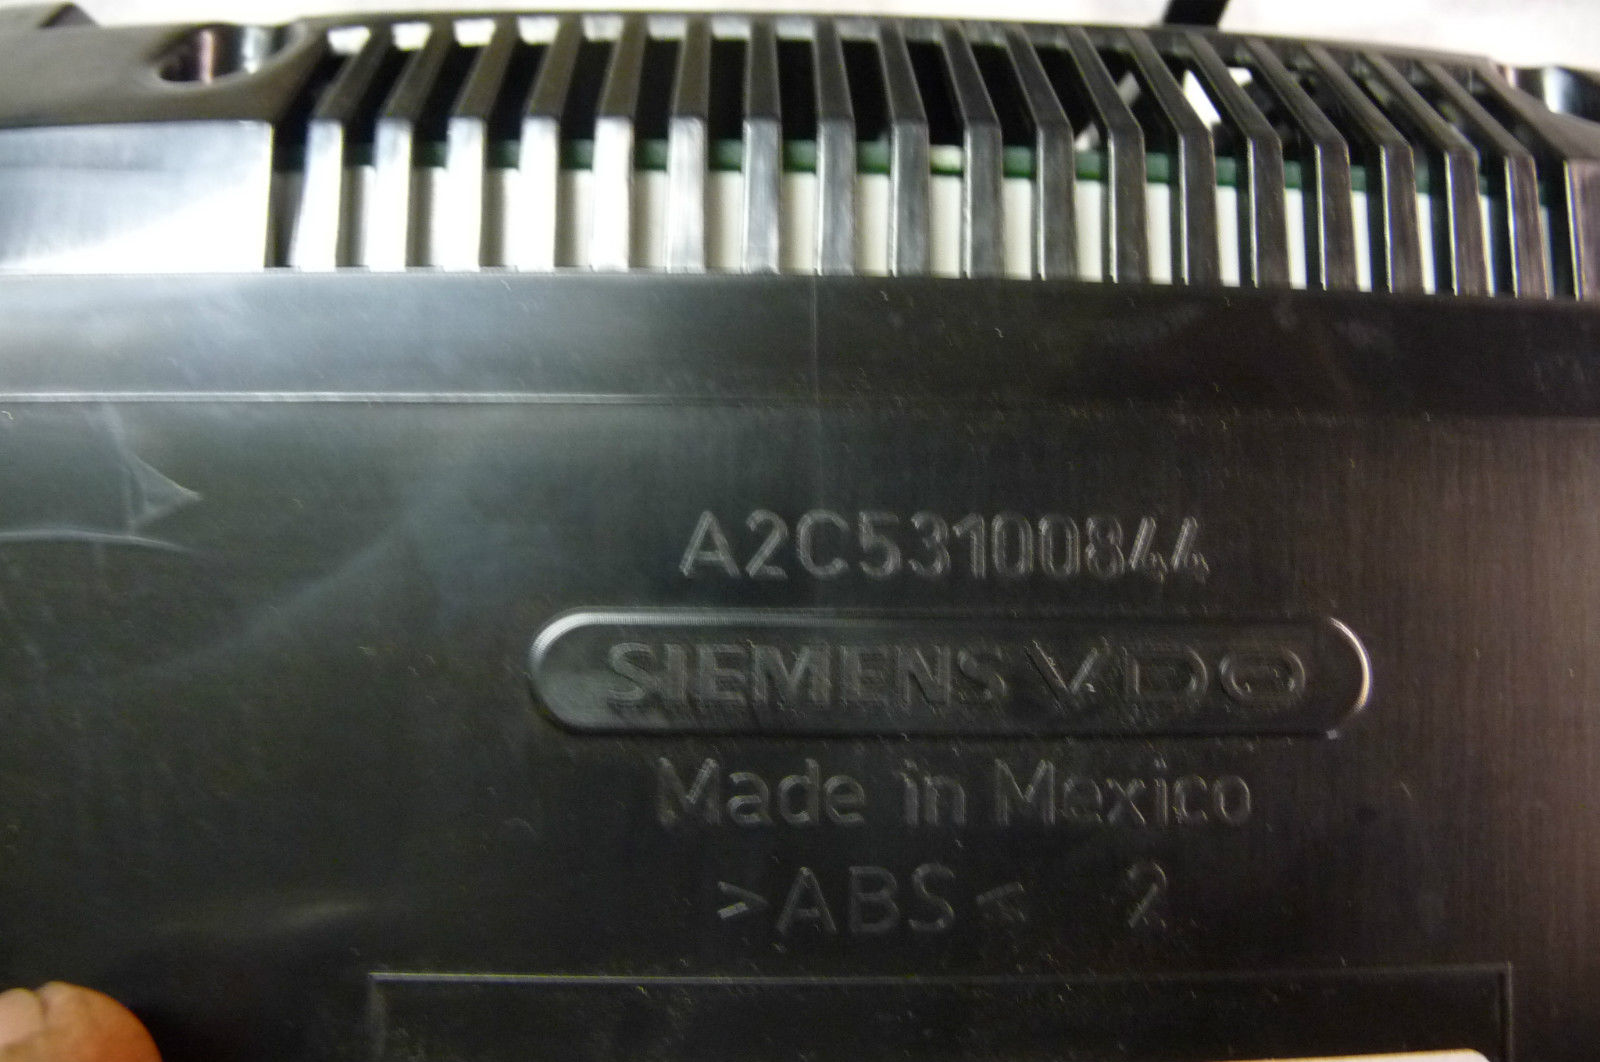 A2C53100844
SIEMENS VDO
Made in Mexico
>ABS< 2